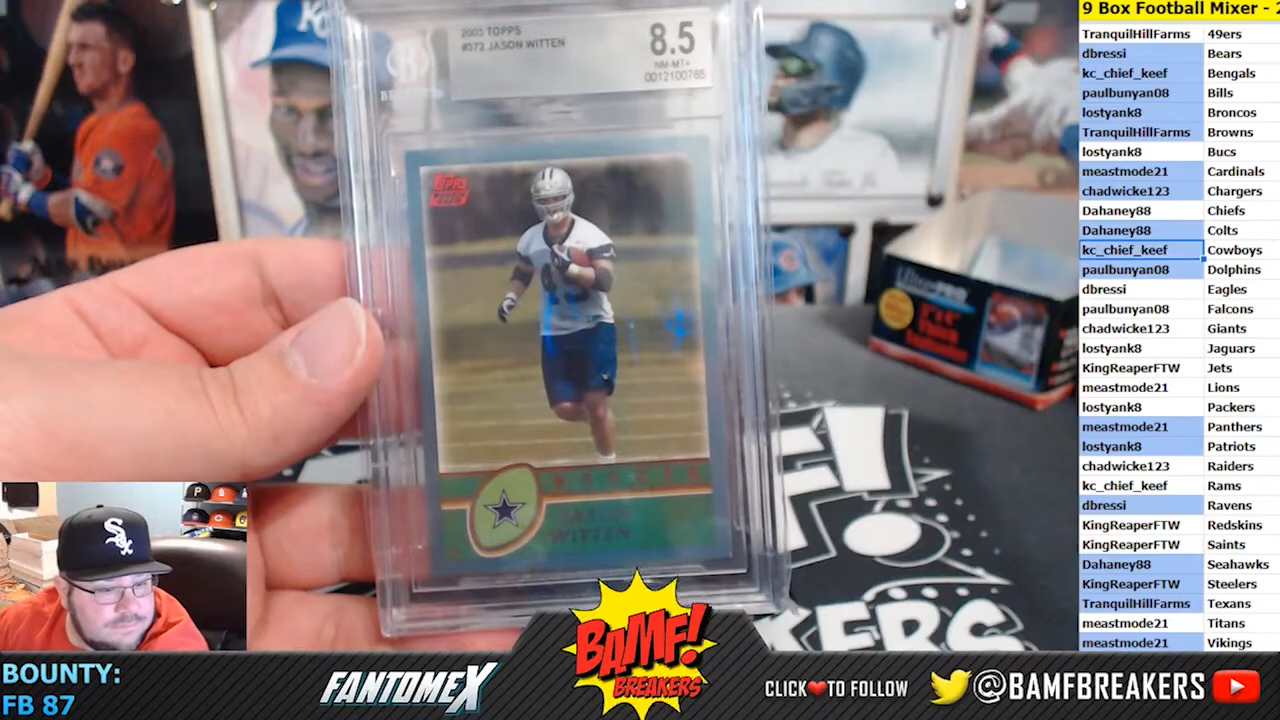 9 Box Football Mixer - 2
TranquilHillFarms 49ers
dbressi Bears
kc_chief_keef Bengals
paulbunyan08 Bills
lostyank8 Broncos
TranquilHillFarms Browns
lostyank8 Bucs
meastmode21 Cardinals
chadwicke123 Chargers
Dahaney88 Chiefs
Dahaney88 Colts
kc_chief_keef Cowboys
paulbunyan08 Dolphins
dbressi Eagles
paulbunyan08 Falcons
chadwicke123 Giants
lostyank8 Jaguars
KingReaperFTW Jets
meastmode21 Lions
lostyank8 Packers
meastmode21 Panthers
lostyank8 Patriots
chadwicke123 Raiders
kc_chief_keef Rams
dbressi Ravens
KingReaperFTW Redskins
KingReaperFTW Saints
Dahaney88 Seahawks
KingReaperFTW Steelers
TranquilHillFarms Texans
meastmode21 Titans
meastmode21 Vikings
2003 TOPPS
#372 JASON WITTEN
8.5
NM-MT+
0012100765
Topps
JASON
WITTEN
Sox
BOUNTY:
FB 87
FANTOMEX
BAMF!
BREAKERS
CLICK TO FOLLOW
@BAMFBREAKERS